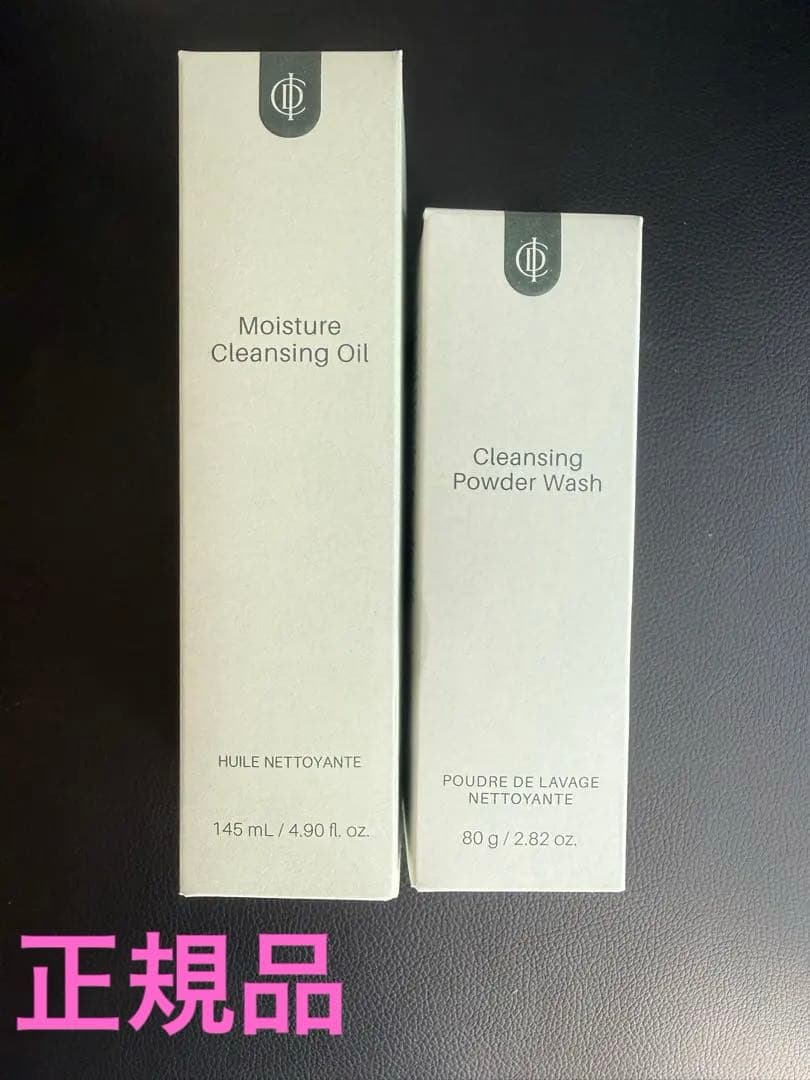 Moisture
Cleansing Oil
HUILE NETTOYANTE
145 mL / 4.90 fl. oz.
Cleansing
Powder Wash
POUDRE DE LAVAGE
NETTOYANTE
80 g / 2.82 oz.
正規品